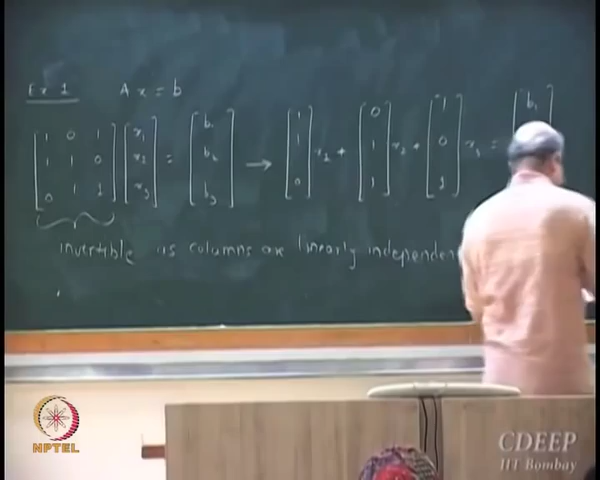 Ex 1 Ax = b
[1 0 1; 1 1 0; 0 1 1] [x1; x2; x3] = [b1; b2; b3] → [1; 1; 0] x1 + [0; 1; 1] x2 + [1; 0; 1] x3 = [b1
invertible as columns are linearly independen
NPTEL
CDEEP
IIT Bombay